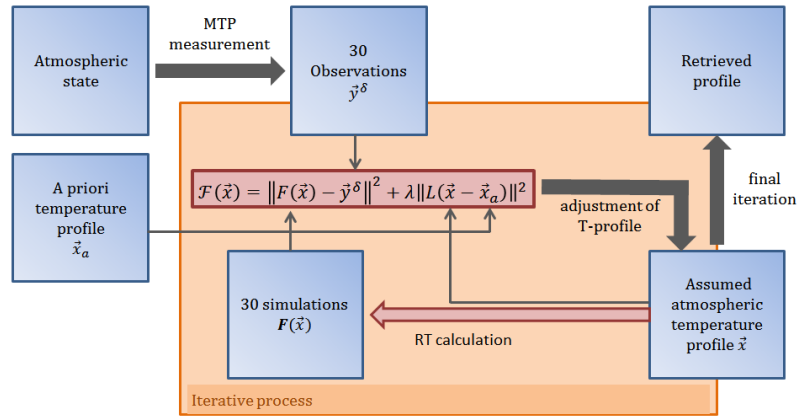 Atmospheric
state
MTP
measurement
30
Observations
y⃗^δ
Retrieved
profile
A priori
temperature
profile
x⃗_a
ℱ(x⃗) = ‖F(x⃗) − y⃗^δ‖² + λ‖L(x⃗ − x⃗_a)‖²
adjustment of
T-profile
final
iteration
30 simulations
F(x⃗)
RT calculation
Assumed
atmospheric
temperature
profile x⃗
Iterative process